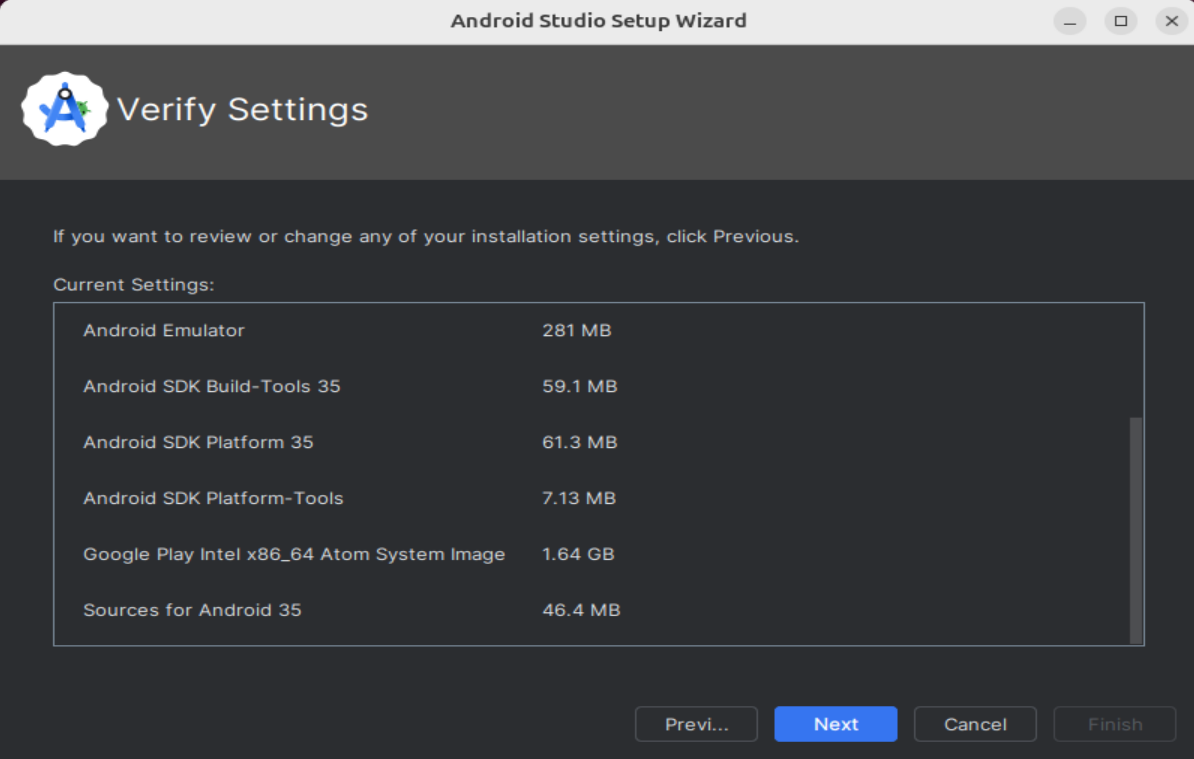 Android Studio Setup Wizard
Verify Settings
If you want to review or change any of your installation settings, click Previous.
Current Settings:
Android Emulator 281 MB
Android SDK Build-Tools 35 59.1 MB
Android SDK Platform 35 61.3 MB
Android SDK Platform-Tools 7.13 MB
Google Play Intel x86_64 Atom System Image 1.64 GB
Sources for Android 35 46.4 MB
Previ... Next Cancel Finish